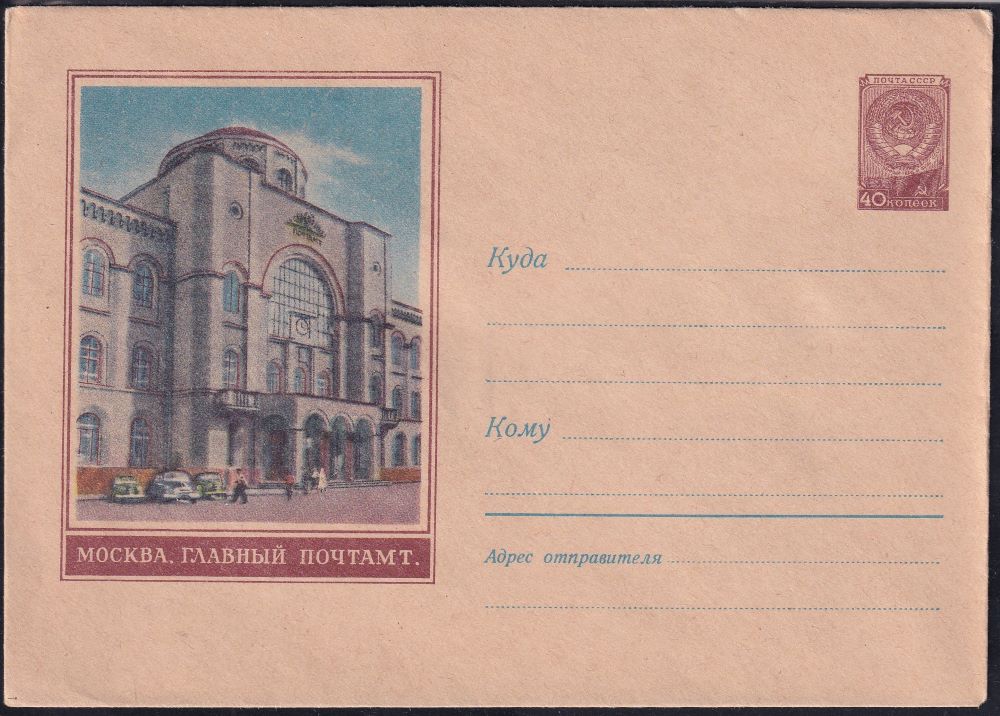 ПОЧТА СССР
40 копеек
Куда
Кому
Адрес отправителя
МОСКВА. ГЛАВНЫЙ ПОЧТАМТ.